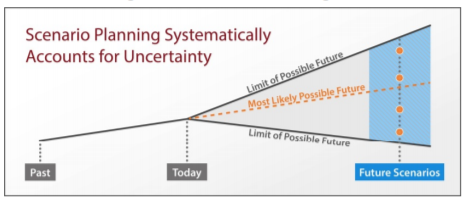 Scenario Planning Systematically
Accounts for Uncertainty
Limit of Possible Future
Most Likely Possible Future
Limit of Possible Future
Past
Today
Future Scenarios